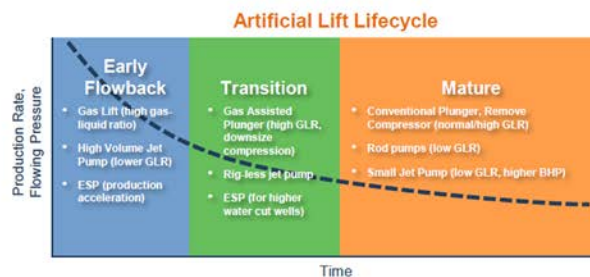 Artificial Lift Lifecycle
Production Rate,
Flowing Pressure
Early
Flowback
• Gas Lift (high gas-
liquid ratio)
• High Volume Jet
Pump (lower GLR)
• ESP (production
acceleration)
Transition
• Gas Assisted
Plunger (high GLR,
downsize
compression)
• Rig-less jet pump
• ESP (for higher
water cut wells)
Mature
• Conventional Plunger, Remove
Compressor (normal/high GLR)
• Rod pumps (low GLR)
• Small Jet Pump (low GLR, higher BHP)
Time